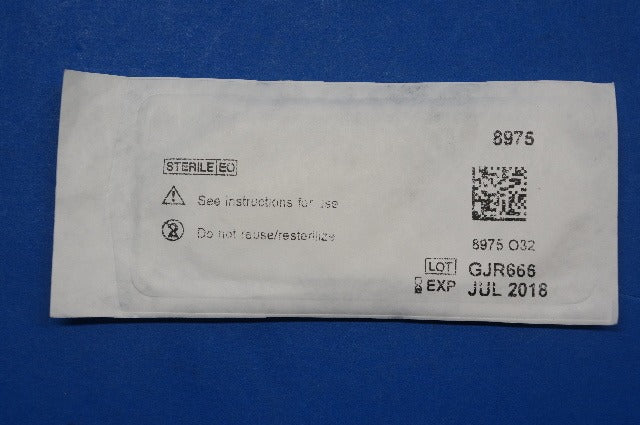 8975
STERILE EO
See instructions for use
Do not reuse/resterilize
8975 O32
LOT GJR666
EXP JUL 2018